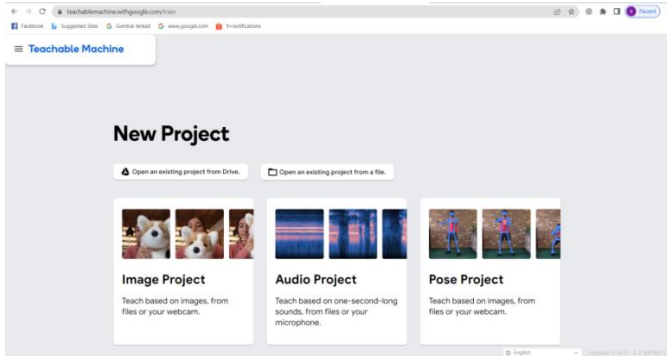 teachablemachine.withgoogle.com/train
Paused
Facebook
Suggested Sites
Gambar terkait
www.google.com
9+notifications
Teachable Machine
New Project
Open an existing project from Drive.
Open an existing project from a file.
Image Project
Teach based on images, from
files or your webcam.
Audio Project
Teach based on one-second-long
sounds, from files or your
microphone.
Pose Project
Teach based on images, from
files or your webcam.
English